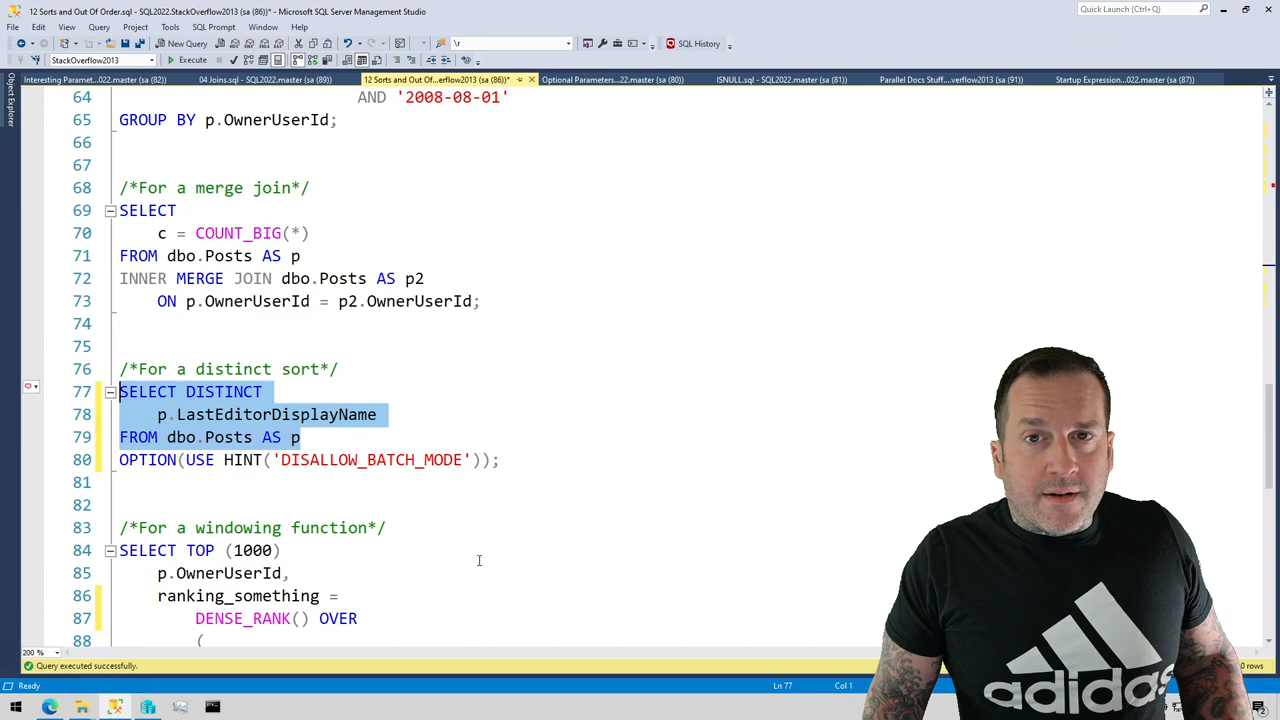 12 Sorts and Out Of Order.sql - SQL2022.StackOverflow2013 (sa (86))* - Microsoft SQL Server Management Studio
Quick Launch (Ctrl+Q)
File Edit View Query Project Tools SQL Prompt Window Help
New Query
\r
SQL History
StackOverflow2013
Execute
Object Explorer
Interesting Paramet...022.master (sa (82))
04 Joins.sql - SQL2022.master (sa (89))
12 Sorts and Out Of...erflow2013 (sa (86))*
Optional Parameters...22.master (sa (80))
ISNULL.sql - SQL2022.master (sa (81))
Parallel Docs Stuff....verflow2013 (sa (91))
Startup Expression...022.master (sa (87))
64 AND '2008-08-01'
65 GROUP BY p.OwnerUserId;
66
67
68 /*For a merge join*/
69 SELECT
70 c = COUNT_BIG(*)
71 FROM dbo.Posts AS p
72 INNER MERGE JOIN dbo.Posts AS p2
73 ON p.OwnerUserId = p2.OwnerUserId;
74
75
76 /*For a distinct sort*/
77 SELECT DISTINCT
78 p.LastEditorDisplayName
79 FROM dbo.Posts AS p
80 OPTION(USE HINT('DISALLOW_BATCH_MODE'));
81
82
83 /*For a windowing function*/
84 SELECT TOP (1000)
85 p.OwnerUserId,
86 ranking_something =
87 DENSE_RANK() OVER
88 (
200 %
Query executed successfully.
0 rows
Ready
Ln 77
Col 1
adidas